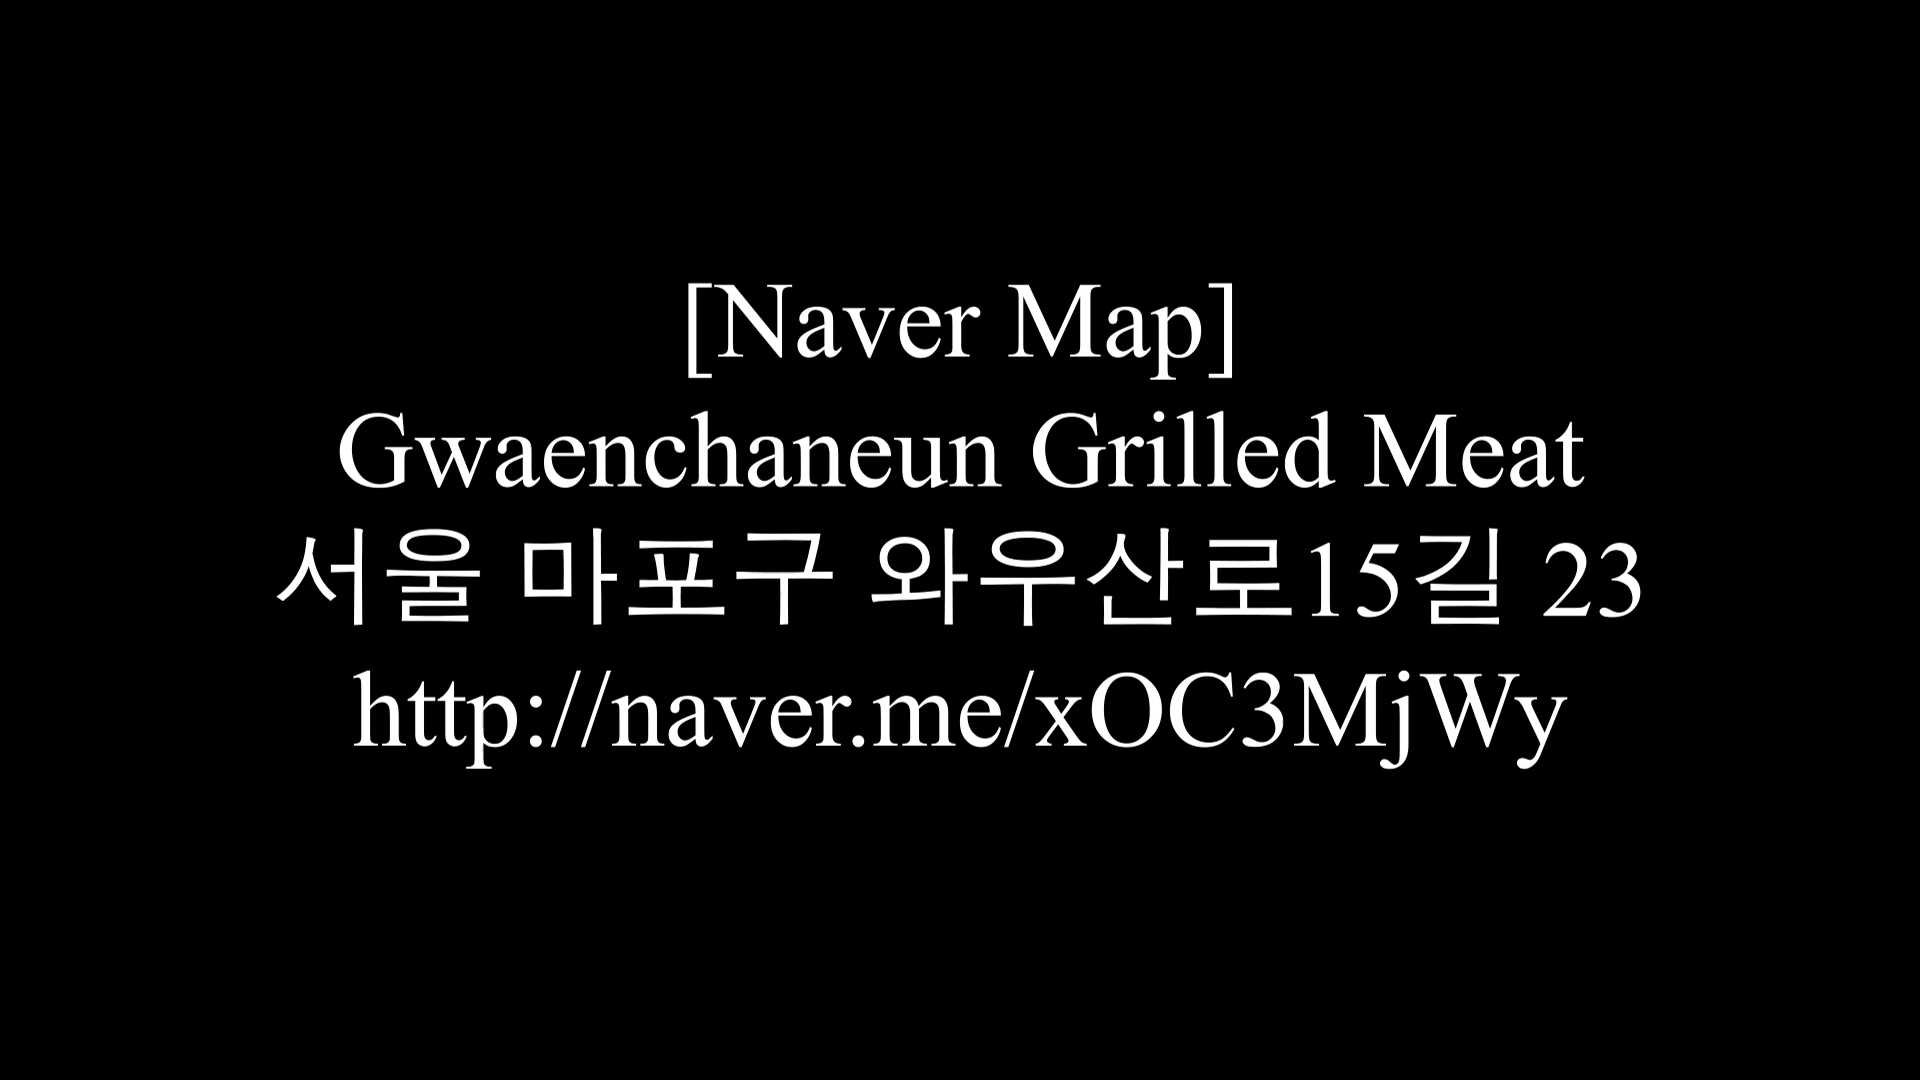 [Naver Map]
Gwaenchaneun Grilled Meat
서울 마포구 와우산로15길 23
http://naver.me/xOC3MjWy